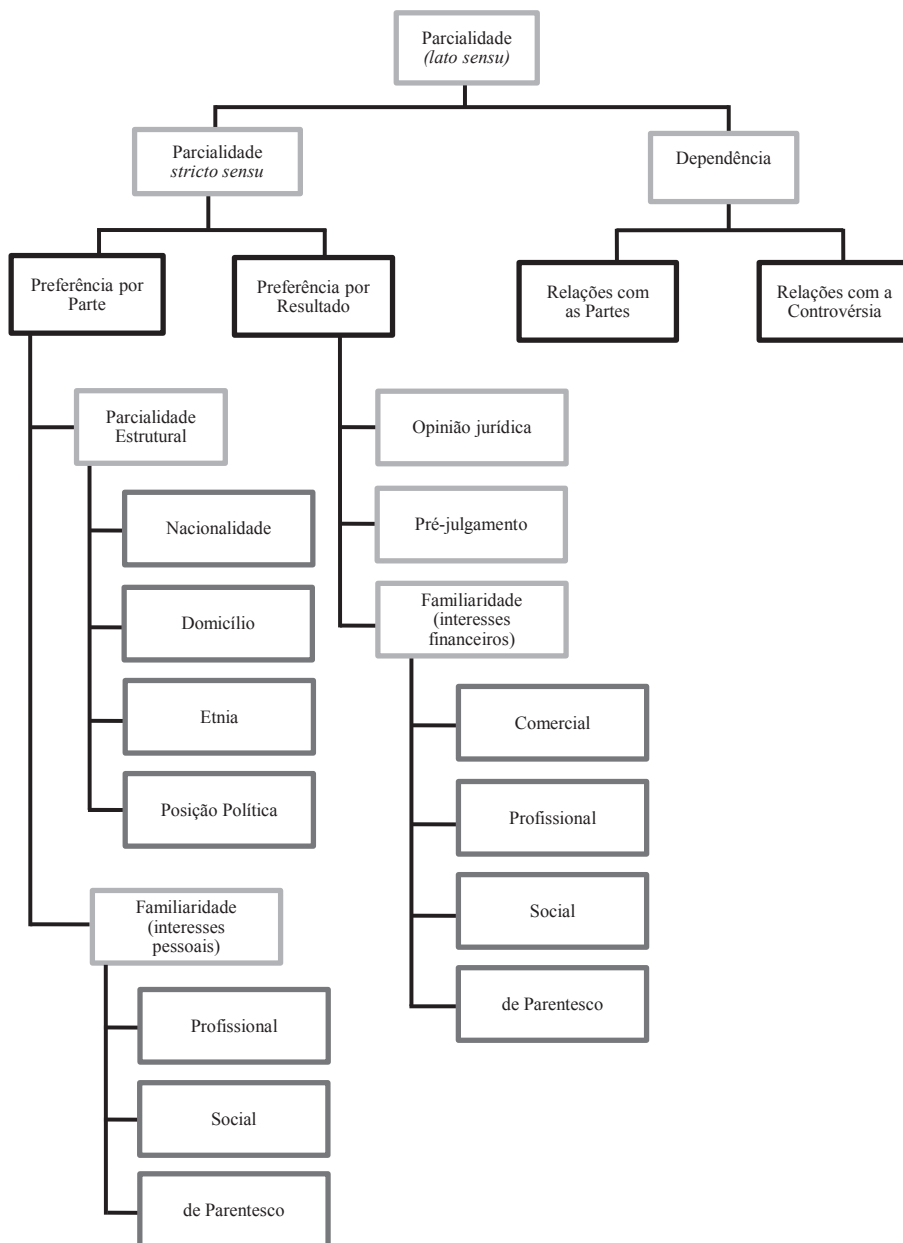 Parcialidade
(lato sensu)
Parcialidade
stricto sensu
Dependência
Preferência por
Parte
Preferência por
Resultado
Relações com
as Partes
Relações com a
Controvérsia
Parcialidade
Estrutural
Nacionalidade
Domicílio
Etnia
Posição Política
Familiaridade
(interesses
pessoais)
Profissional
Social
de Parentesco
Opinião jurídica
Pré-julgamento
Familiaridade
(interesses
financeiros)
Comercial
Profissional
Social
de Parentesco